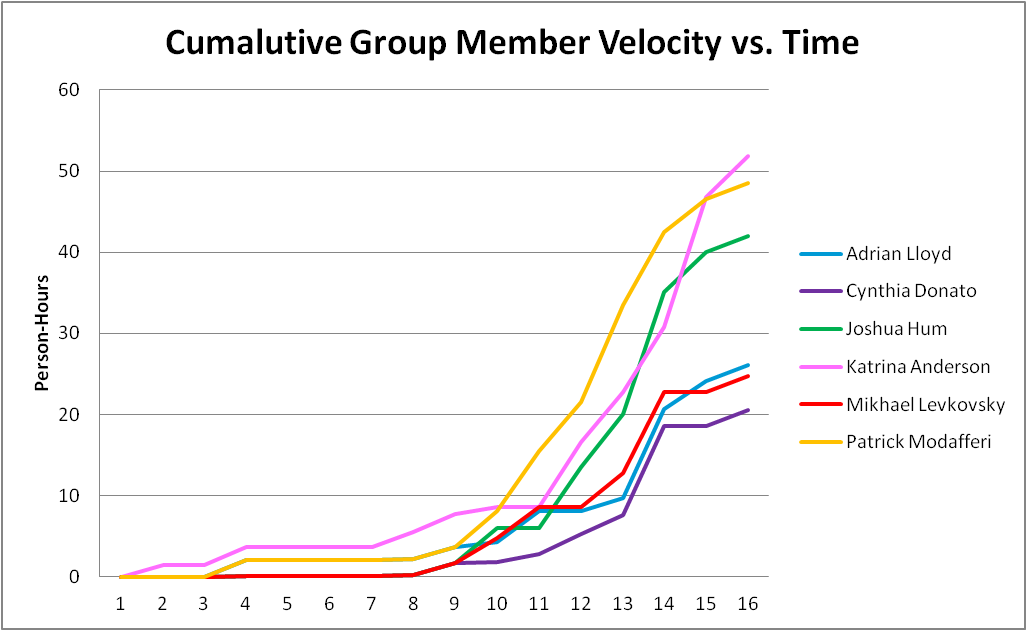 Cumalutive Group Member Velocity vs. Time
Person-Hours
60
50
40
30
20
10
0
1 2 3 4 5 6 7 8 9 10 11 12 13 14 15 16
Adrian Lloyd
Cynthia Donato
Joshua Hum
Katrina Anderson
Mikhael Levkovsky
Patrick Modafferi